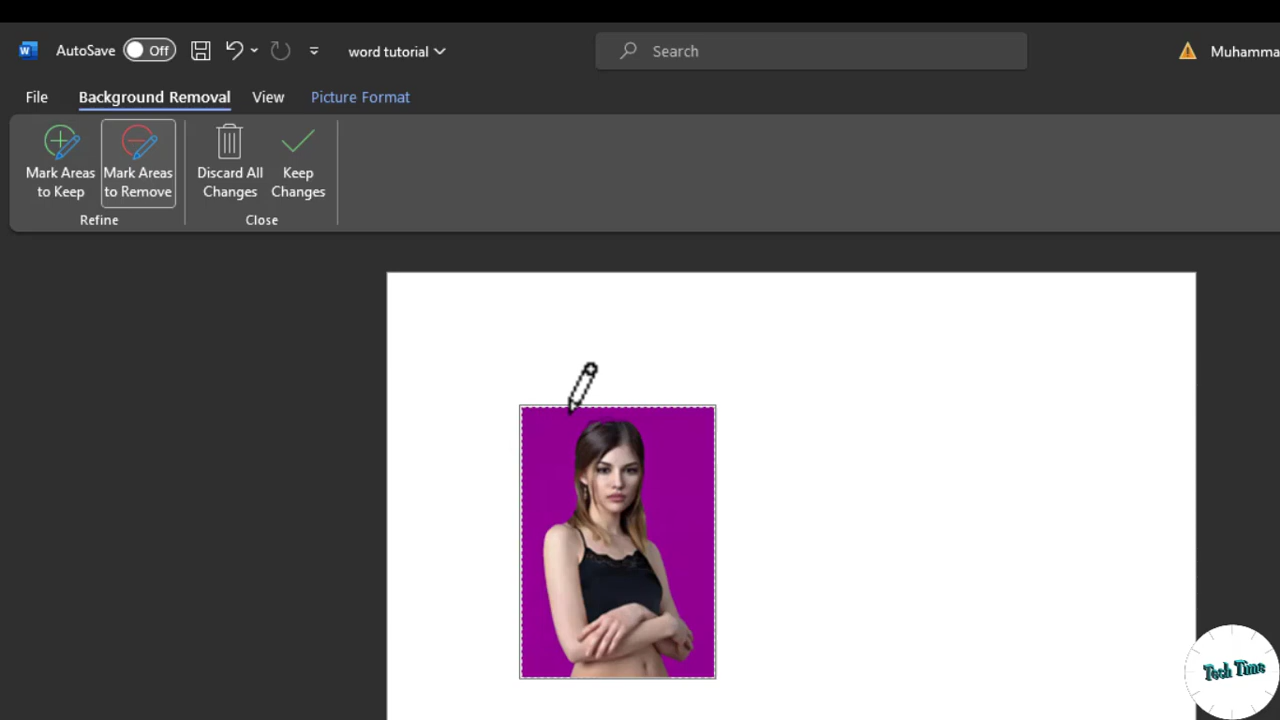 AutoSave Off word tutorial Search Muhamma
File Background Removal View Picture Format
Mark Areas to Keep
Mark Areas to Remove
Discard All Changes
Keep Changes
Refine Close
Tech Time